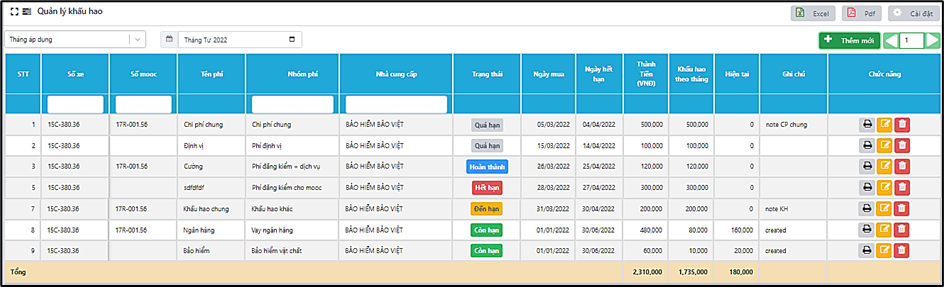 Quản lý khấu hao
Excel Pdf Cài đặt
Tháng áp dụng Tháng Tư 2022 Thêm mới 1
STT Số xe Số mooc Tên phí Nhóm phí Nhà cung cấp Trạng thái Ngày mua Ngày hết hạn Thành Tiền (VNĐ) Khấu hao theo tháng Hiện tại Ghi chú Chức năng
1 15C-380.36 17R-001.56 Chi phí chung Chi phí chung BẢO HIỂM BẢO VIỆT Quá hạn 05/03/2022 04/04/2022 500,000 500,000 0 note CP chung
2 15C-380.36 Định vị Phí định vị BẢO HIỂM BẢO VIỆT Quá hạn 15/03/2022 14/04/2022 100,000 100,000 0
3 15C-380.36 17R-001.56 Cường Phí đăng kiểm + dịch vụ BẢO HIỂM BẢO VIỆT Hoàn thành 26/03/2022 25/04/2022 120,000 120,000 0
5 15C-380.36 sdfdfdf Phí đăng kiểm cho mooc BẢO HIỂM BẢO VIỆT Hết hạn 28/03/2022 27/04/2022 300,000 300,000 0
7 15C-380.36 17R-001.56 Khấu hao chung Khấu hao khác BẢO HIỂM BẢO VIỆT Đến hạn 31/03/2022 30/04/2022 200,000 200,000 0 note KH
8 15C-380.36 17R-001.56 Ngân hàng Vay ngân hàng BẢO HIỂM BẢO VIỆT Còn hạn 01/01/2022 30/06/2022 480,000 80,000 160,000 created
9 15C-380.36 Bảo hiểm Bảo hiểm vật chất BẢO HIỂM BẢO VIỆT Còn hạn 01/01/2022 30/06/2022 60,000 10,000 20,000 created
Tổng 2,310,000 1,735,000 180,000